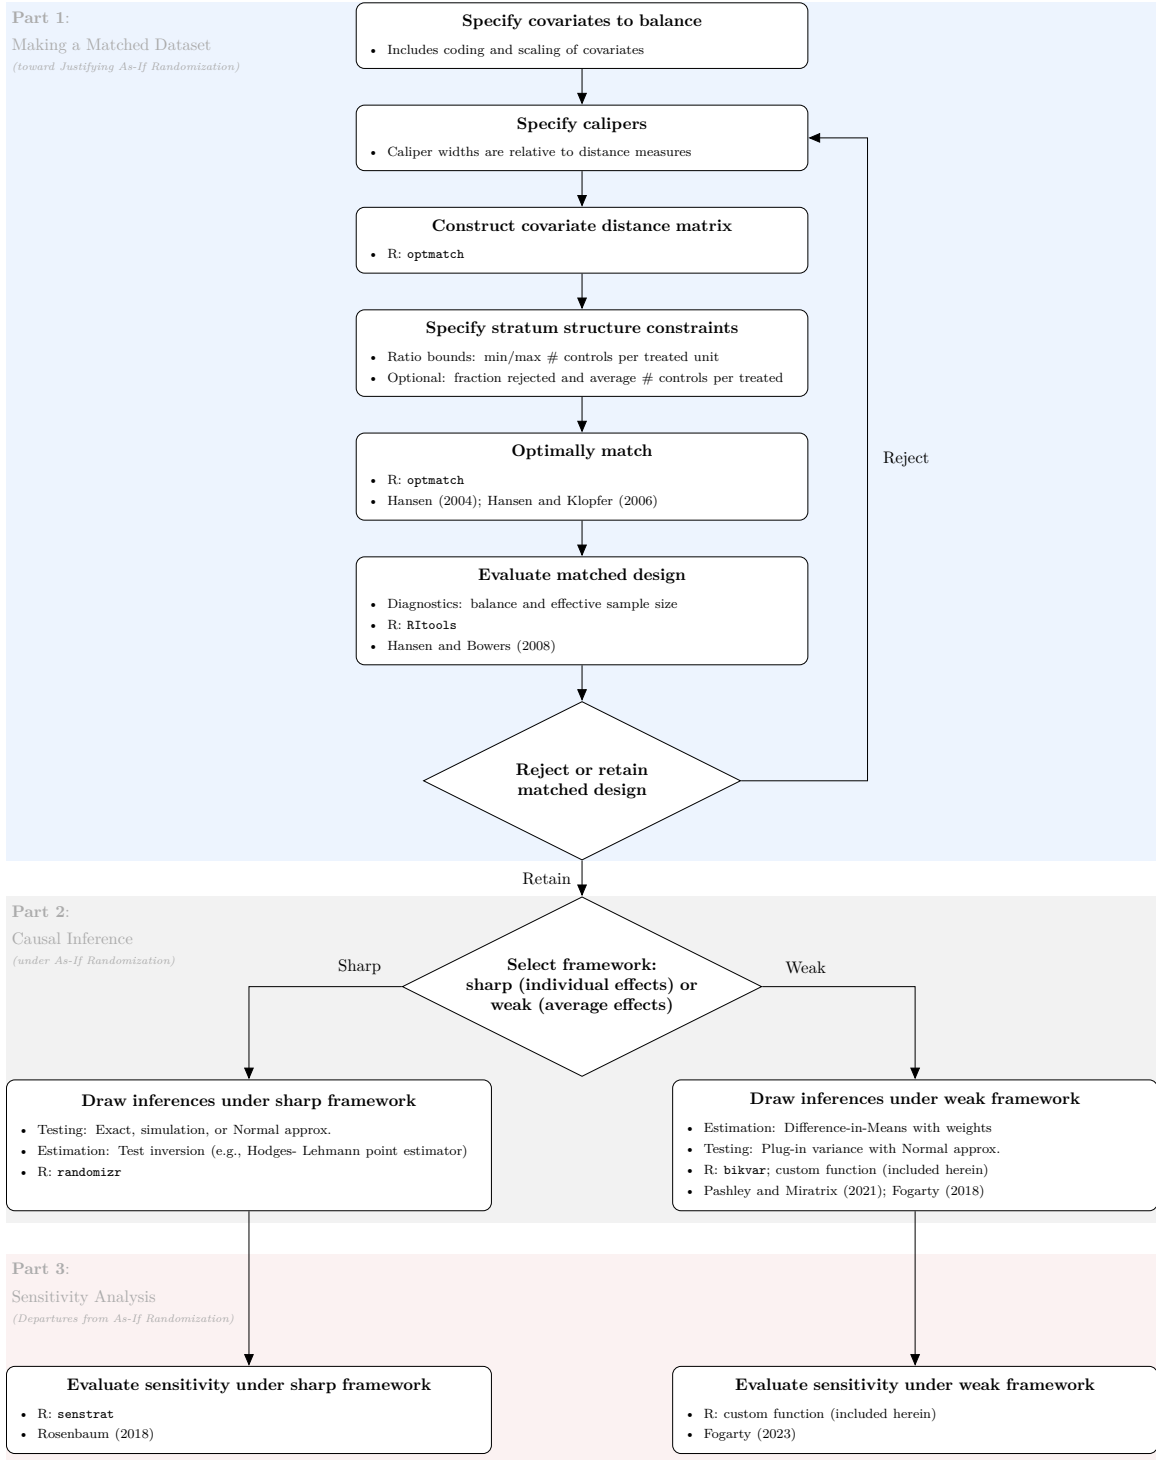 Part 1:
Making a Matched Dataset
(toward Justifying As-If Randomization)
Specify covariates to balance
• Includes coding and scaling of covariates
Specify calipers
• Caliper widths are relative to distance measures
Construct covariate distance matrix
• R: optmatch
Specify stratum structure constraints
• Ratio bounds: min/max # controls per treated unit
• Optional: fraction rejected and average # controls per treated
Optimally match
• R: optmatch
• Hansen (2004); Hansen and Klopfer (2006)
Reject
Evaluate matched design
• Diagnostics: balance and effective sample size
• R: RItools
• Hansen and Bowers (2008)
Reject or retain
matched design
Retain
Part 2:
Causal Inference
(under As-If Randomization)
Select framework:
sharp (individual effects) or
weak (average effects)
Sharp
Weak
Draw inferences under sharp framework
• Testing: Exact, simulation, or Normal approx.
• Estimation: Test inversion (e.g., Hodges- Lehmann point estimator)
• R: randomizr
Draw inferences under weak framework
• Estimation: Difference-in-Means with weights
• Testing: Plug-in variance with Normal approx.
• R: bikvar; custom function (included herein)
• Pashley and Miratrix (2021); Fogarty (2018)
Part 3:
Sensitivity Analysis
(Departures from As-If Randomization)
Evaluate sensitivity under sharp framework
• R: senstrat
• Rosenbaum (2018)
Evaluate sensitivity under weak framework
• R: custom function (included herein)
• Fogarty (2023)